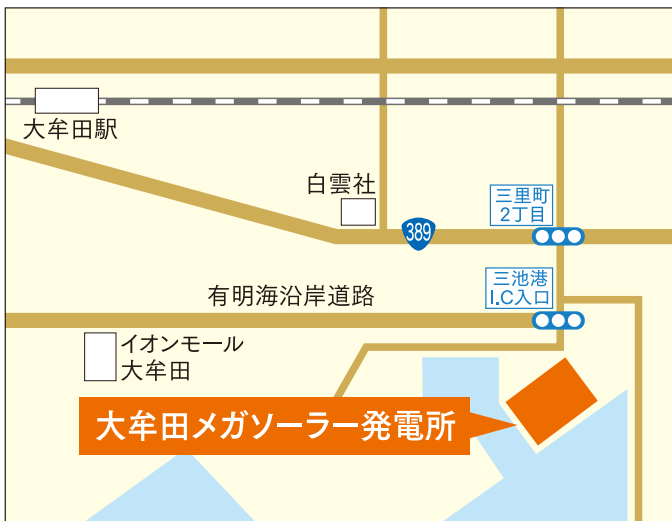 大牟田駅
白雲社
三里町
2丁目
389
三池港
I.C入口
有明海沿岸道路
イオンモール
大牟田
大牟田メガソーラー発電所